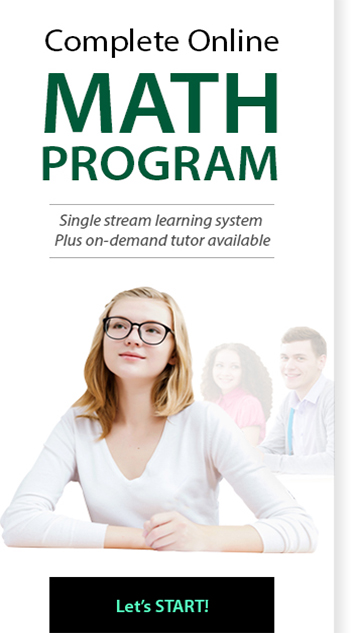 Complete Online
MATH
PROGRAM
Single stream learning system
Plus on-demand tutor available
Let's START!